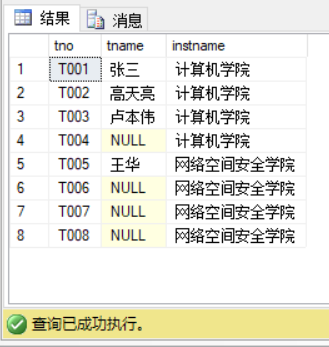 结果 消息
tno tname instname
1 T001 张三 计算机学院
2 T002 高天亮 计算机学院
3 T003 卢本伟 计算机学院
4 T004 NULL 计算机学院
5 T005 王华 网络空间安全学院
6 T006 NULL 网络空间安全学院
7 T007 NULL 网络空间安全学院
8 T008 NULL 网络空间安全学院
查询已成功执行。